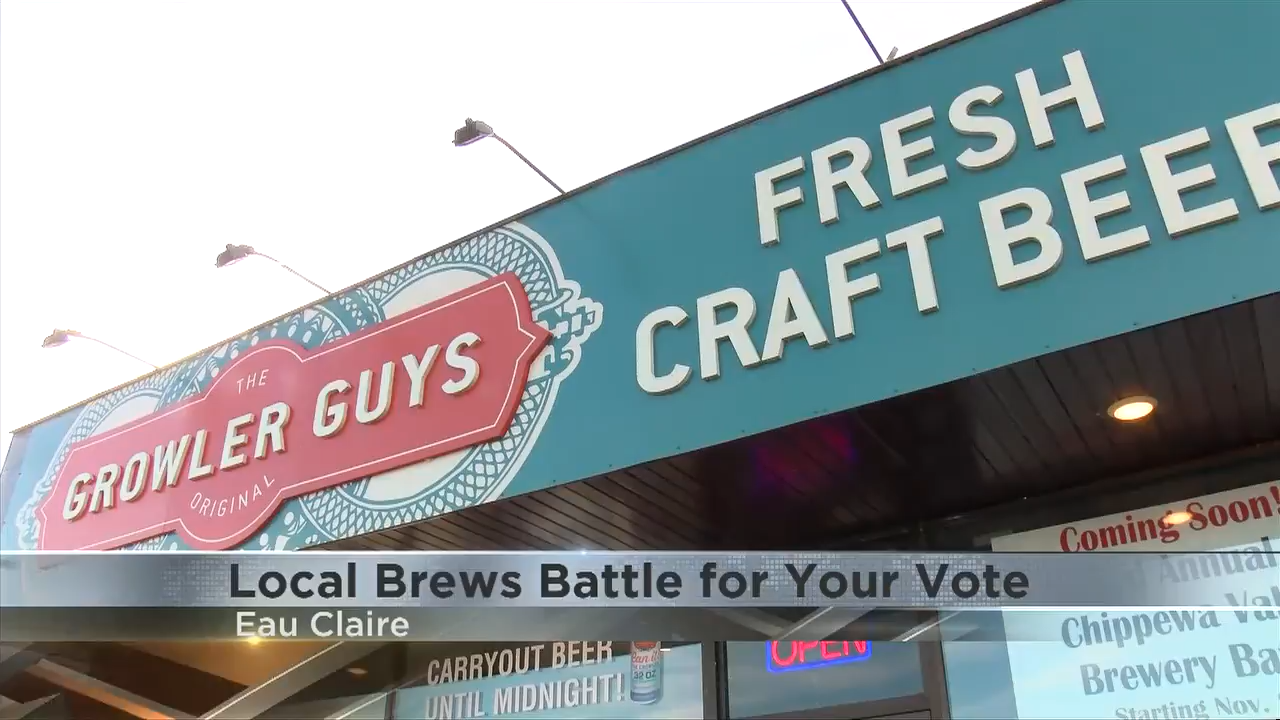 FRESH
CRAFT BEER
THE
GROWLER GUYS
ORIGINAL
Coming Soon!
Annual
Chippewa Val
Brewery Ba
Starting Nov.
Local Brews Battle for Your Vote
Eau Claire
CARRYOUT BEER
UNTIL MIDNIGHT!
32 OZ
OPEN